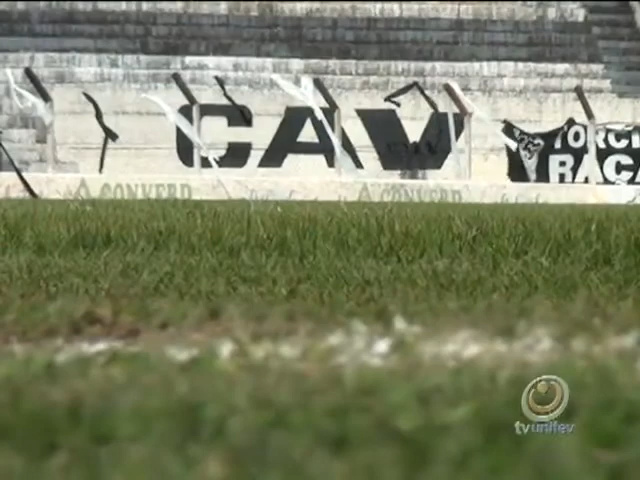 CAV
TORCI
RAÇA
A CONVERD
A CONVERD
tvunifev